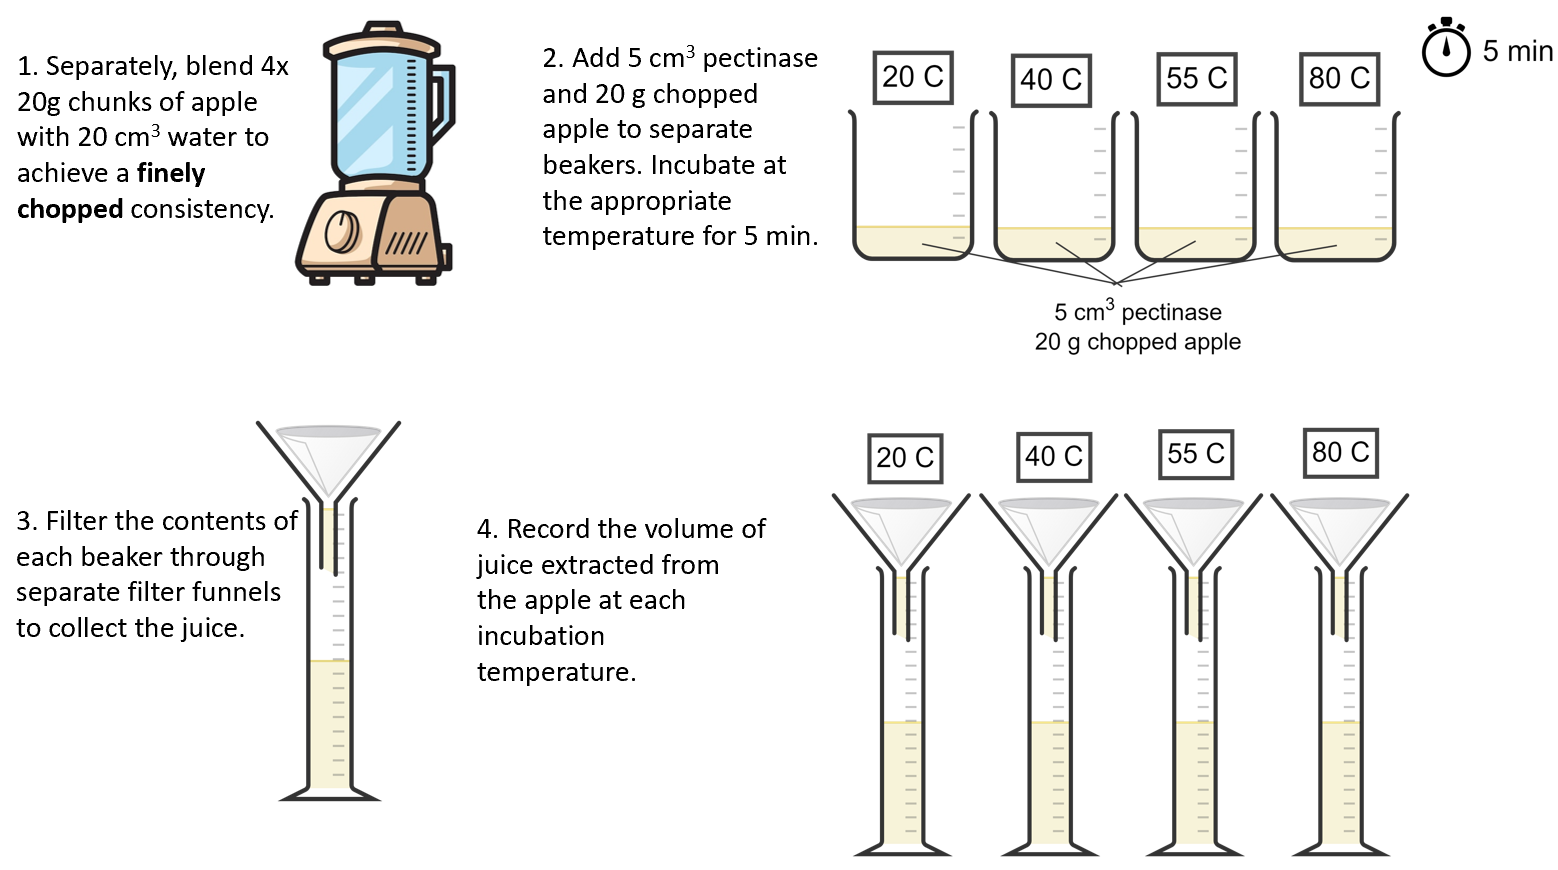 1. Separately, blend 4x
20g chunks of apple
with 20 cm³ water to
achieve a finely
chopped consistency.
2. Add 5 cm³ pectinase
and 20 g chopped
apple to separate
beakers. Incubate at
the appropriate
temperature for 5 min.
20 C
40 C
55 C
80 C
5 min
5 cm³ pectinase
20 g chopped apple
3. Filter the contents of
each beaker through
separate filter funnels
to collect the juice.
4. Record the volume of
juice extracted from
the apple at each
incubation
temperature.
20 C
40 C
55 C
80 C